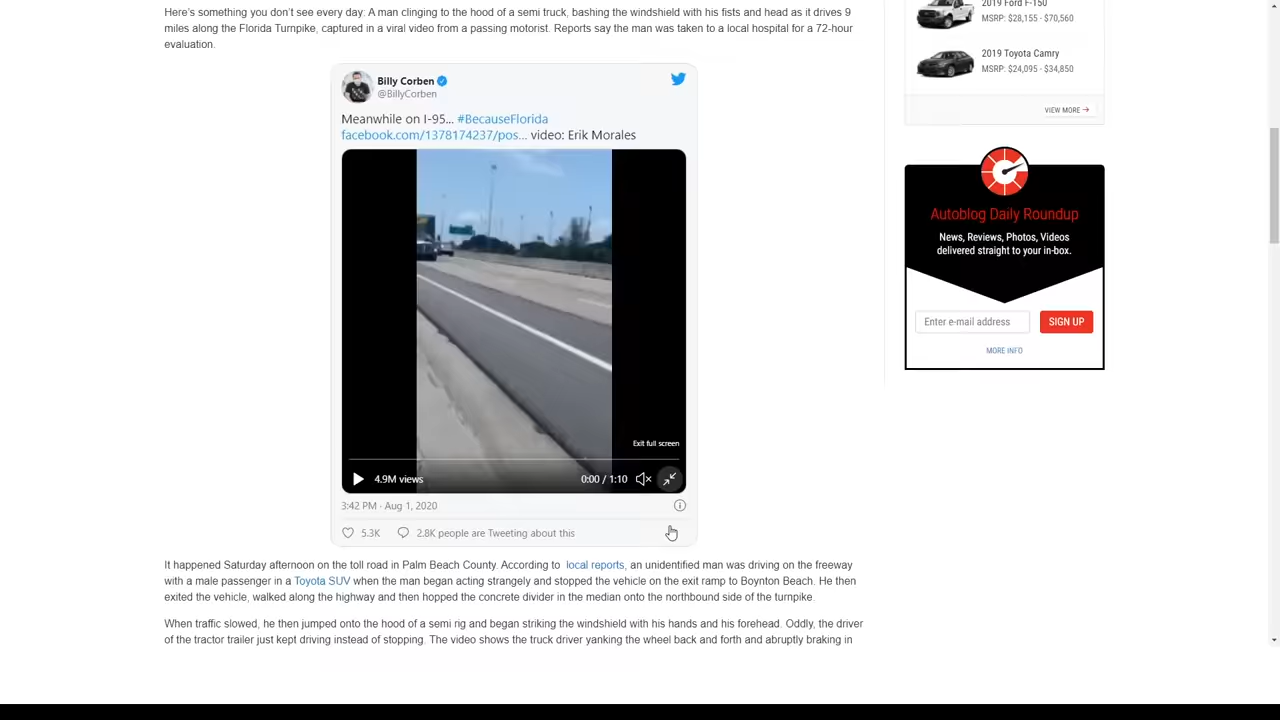 Here's something you don't see every day: A man clinging to the hood of a semi truck, bashing the windshield with his fists and head as it drives 9
miles along the Florida Turnpike, captured in a viral video from a passing motorist. Reports say the man was taken to a local hospital for a 72-hour
evaluation.
Billy Corben
@BillyCorben
Meanwhile on I-95... #BecauseFlorida
facebook.com/1378174237/pos... video: Erik Morales
Exit full screen
4.9M views
0:00 / 1:10
3:42 PM · Aug 1, 2020
5.3K
2.8K people are Tweeting about this
It happened Saturday afternoon on the toll road in Palm Beach County. According to local reports, an unidentified man was driving on the freeway
with a male passenger in a Toyota SUV when the man began acting strangely and stopped the vehicle on the exit ramp to Boynton Beach. He then
exited the vehicle, walked along the highway and then hopped the concrete divider in the median onto the northbound side of the turnpike.
When traffic slowed, he then jumped onto the hood of a semi rig and began striking the windshield with his hands and his forehead. Oddly, the driver
of the tractor trailer just kept driving instead of stopping. The video shows the truck driver yanking the wheel back and forth and abruptly braking in
2019 Ford F-150
MSRP: $28,155 - $70,560
2019 Toyota Camry
MSRP: $24,095 - $34,850
VIEW MORE
Autoblog Daily Roundup
News, Reviews, Photos, Videos
delivered straight to your in-box.
Enter e-mail address
SIGN UP
MORE INFO